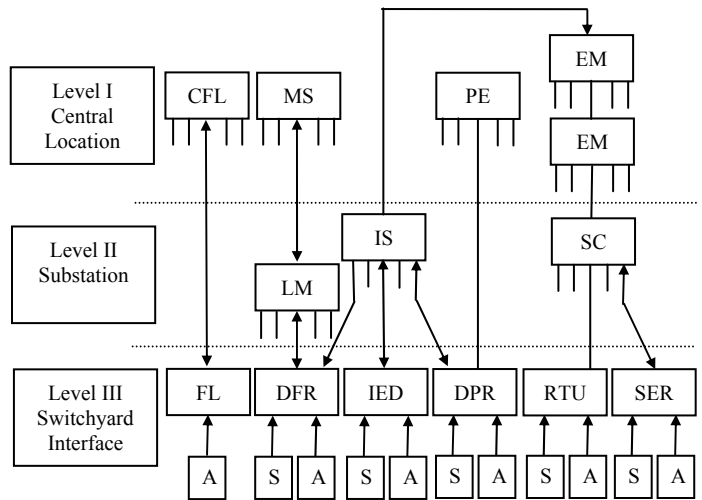 EM
Level I
Central
Location
CFL
MS
PE
EM
Level II
Substation
IS
SC
LM
Level III
Switchyard
Interface
FL
DFR
IED
DPR
RTU
SER
A
S
A
S
A
S
A
S
A
S
A